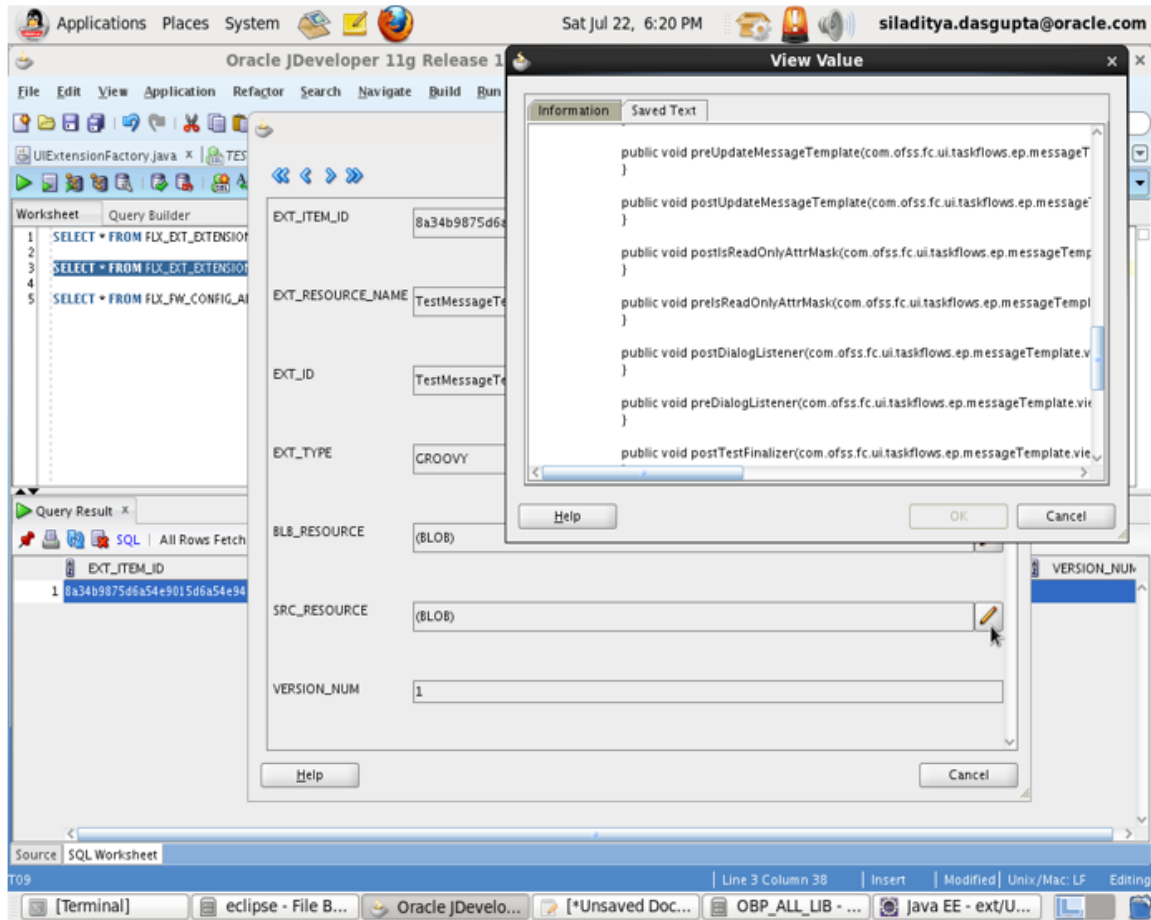 Applications Places System Sat Jul 22, 6:20 PM siladitya.dasgupta@oracle.com
Oracle JDeveloper 11g Release 1
View Value
File Edit View Application Refactor Search Navigate Build Run
Information Saved Text
UIExtensionFactory.java TES
public void preUpdateMessageTemplate(com.ofss.fc.ui.taskflows.ep.messageT
}
public void postUpdateMessageTemplate(com.ofss.fc.ui.taskflows.ep.message
}
public void postIsReadOnlyAttrMask(com.ofss.fc.ui.taskflows.ep.messageTemp
}
public void preIsReadOnlyAttrMask(com.ofss.fc.ui.taskflows.ep.messageTempl
}
public void postDialogListener(com.ofss.fc.ui.taskflows.ep.messageTemplate.v
}
public void preDialogListener(com.ofss.fc.ui.taskflows.ep.messageTemplate.vie
}
public void postTestFinalizer(com.ofss.fc.ui.taskflows.ep.messageTemplate.vie
Help OK Cancel
Worksheet Query Builder
1 SELECT * FROM FLX_EXT_EXTENSION
2
3 SELECT * FROM FLX_EXT_EXTENSION
4
5 SELECT * FROM FLX_FW_CONFIG_A
EXT_ITEM_ID 8a34b9875d6a
EXT_RESOURCE_NAME TestMessageTe
EXT_ID TestMessageTe
EXT_TYPE GROOVY
BLB_RESOURCE (BLOB)
SRC_RESOURCE (BLOB)
VERSION_NUM 1
Help Cancel
Query Result
SQL All Rows Fetch
EXT_ITEM_ID VERSION_NUM
1 8a34b9875d6a54e9015d6a54e94
Source SQL Worksheet
T09 Line 3 Column 38 Insert Modified Unix/Mac: LF Editing
[Terminal] eclipse - File B... Oracle JDevelo... [*Unsaved Doc... OBP_ALL_LIB - ... Java EE - ext/U...